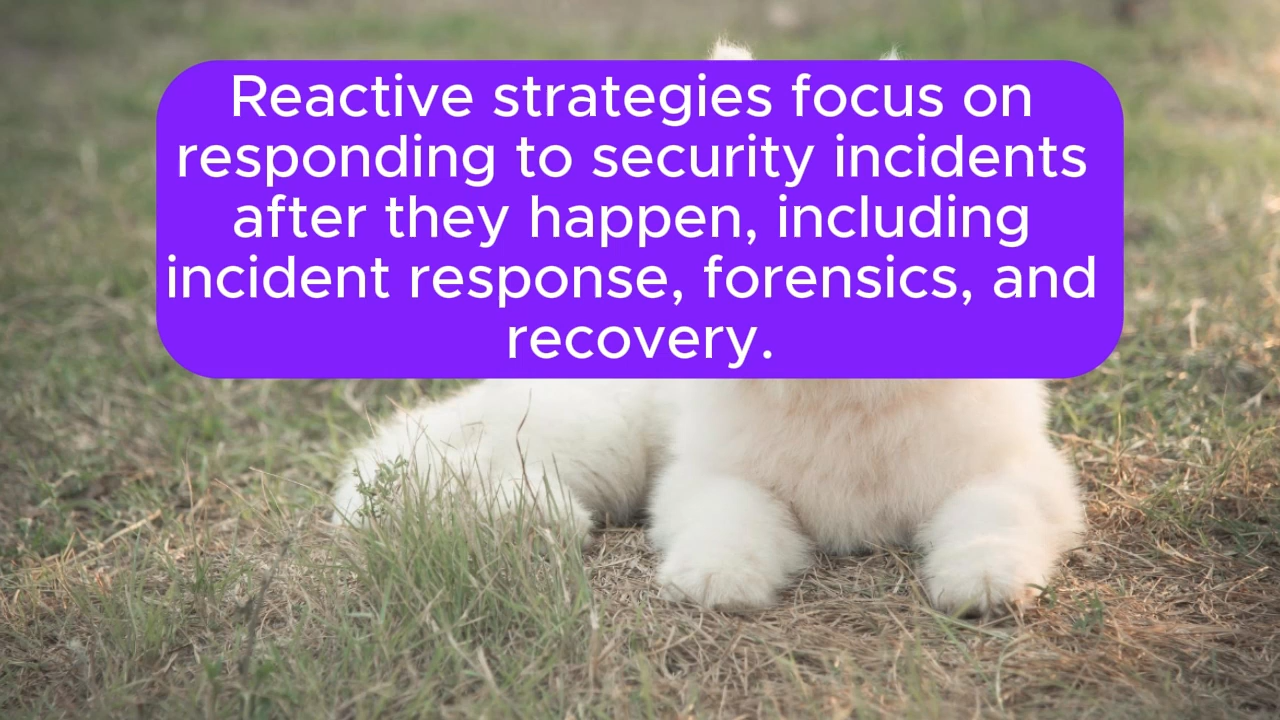 Reactive strategies focus on
responding to security incidents
after they happen, including
incident response, forensics, and
recovery.